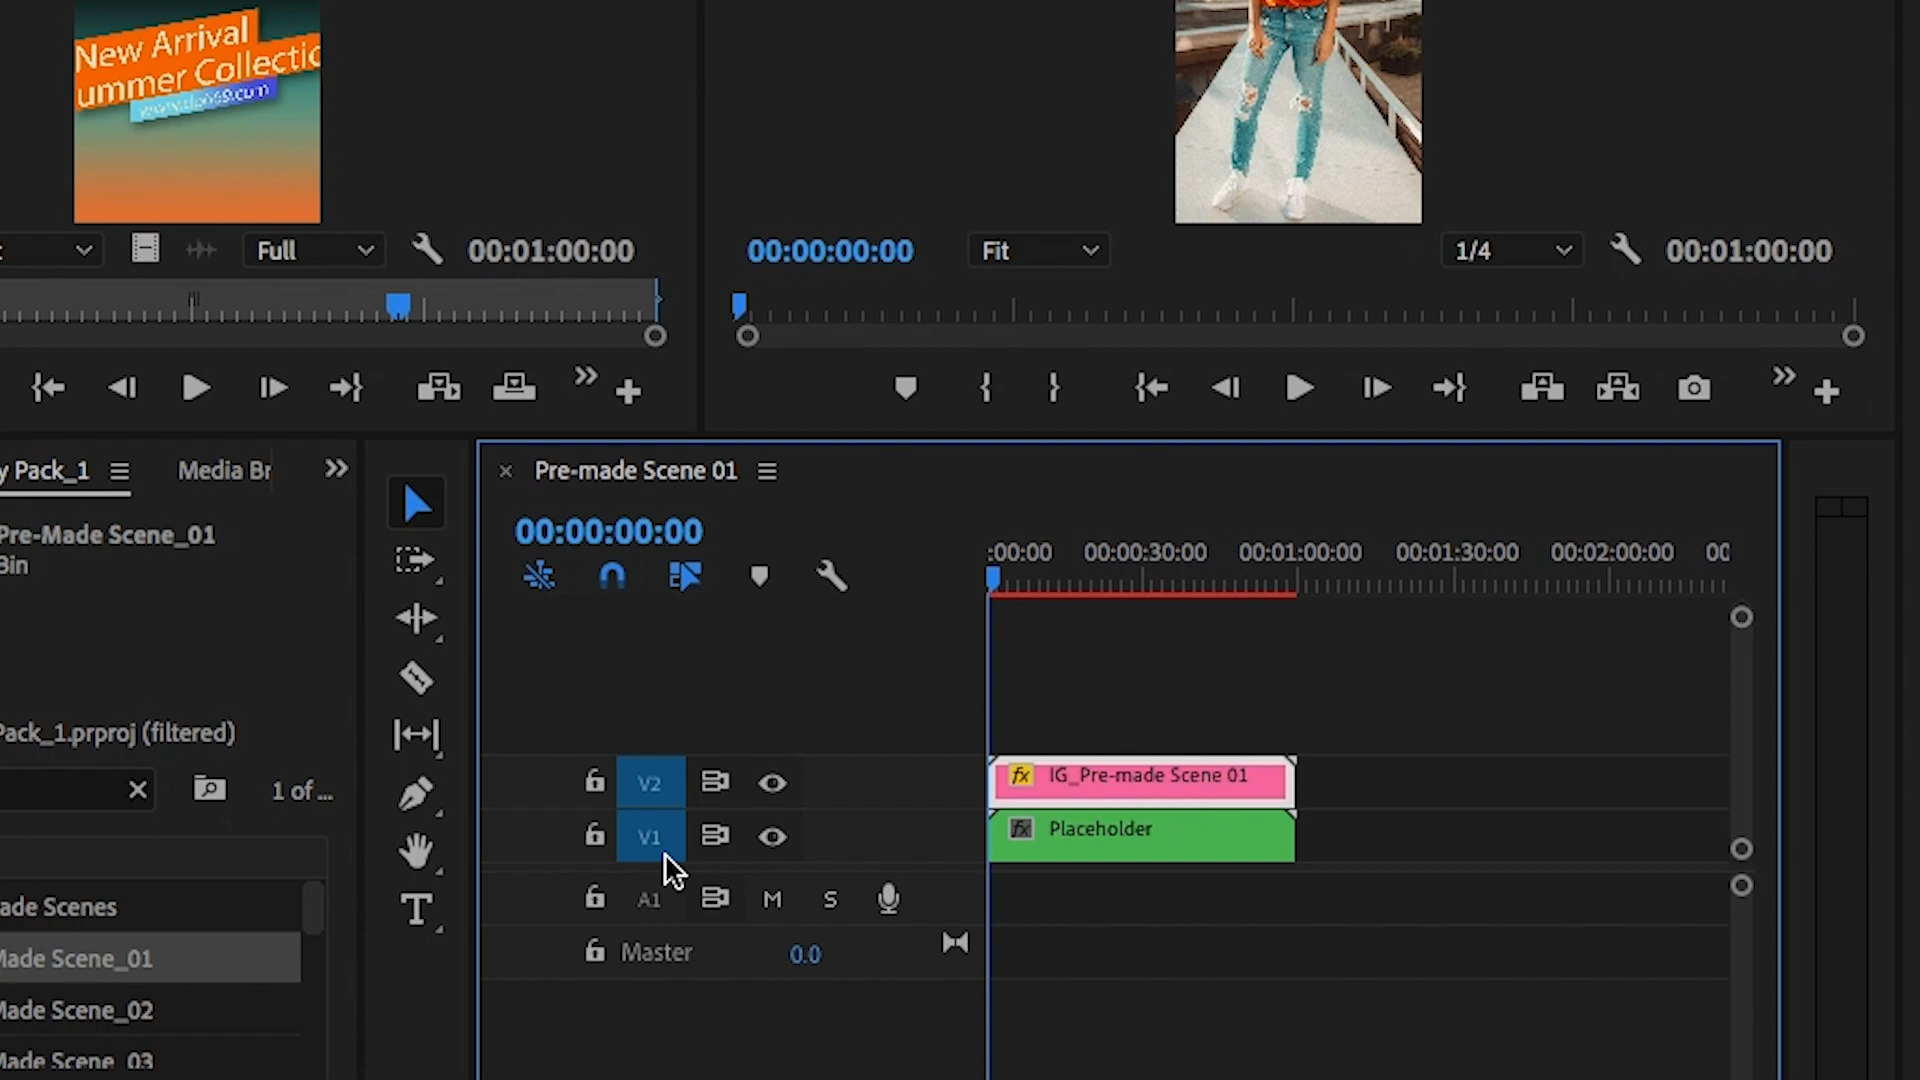 New Arrival
ummer Collectio
Full
00:01:00:00
00:00:00:00
Fit
1/4
00:01:00:00
y Pack_1
Media Br
Pre-Made Scene_01
Bin
Pack_1.prproj (filtered)
1 of ...
ade Scenes
Made Scene_01
Made Scene_02
Made Scene_03
Pre-made Scene 01
00:00:00:00
:00:00
00:00:30:00
00:01:00:00
00:01:30:00
00:02:00:00
00
V2
fx IG_Pre-made Scene 01
V1
fx Placeholder
A1
M
S
Master
0.0
T